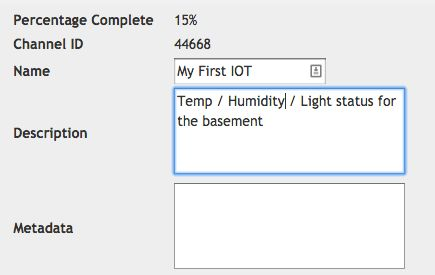 Percentage Complete 15%
Channel ID 44668
Name My First IOT
Description Temp / Humidity / Light status for
the basement
Metadata